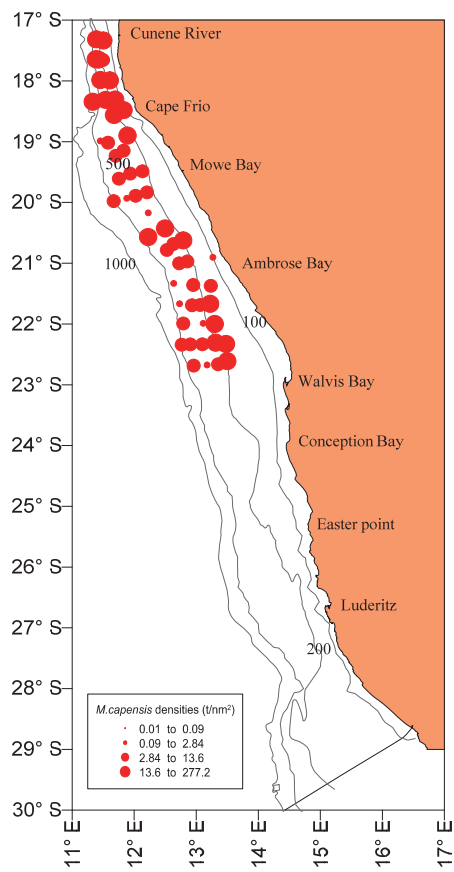 17° S
Cunene River
18° S
Cape Frio
19° S
500
Mowe Bay
20° S
21° S
1000
Ambrose Bay
22° S
100
23° S
Walvis Bay
24° S
Conception Bay
25° S
Easter point
26° S
Luderitz
27° S
200
28° S
M.capensis densities (t/nm²)
0.01 to 0.09
0.09 to 2.84
2.84 to 13.6
13.6 to 277.2
29° S
30° S
11° E
12° E
13° E
14° E
15° E
16° E
17° E